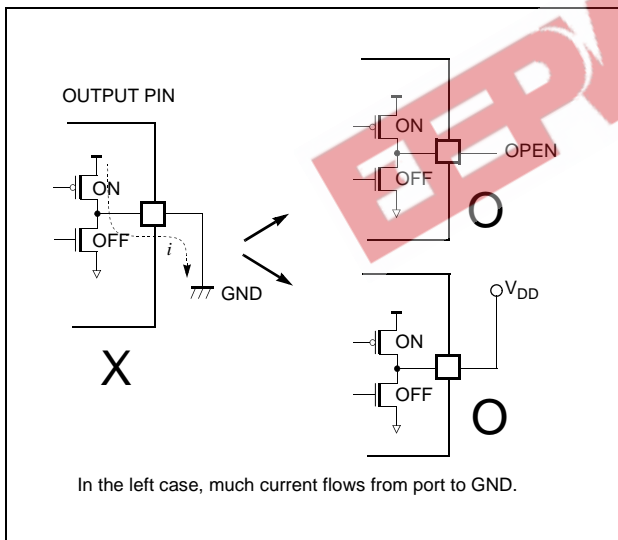 OUTPUT PIN
ON
OFF
i
GND
X
ON
OPEN
OFF
O
V_DD
ON
OFF
O
In the left case, much current flows from port to GND.